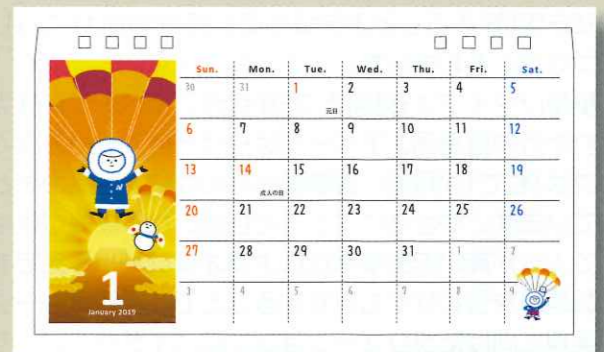 Sun. Mon. Tue. Wed. Thu. Fri. Sat.
30 31 1 2 3 4 5
元日
6 7 8 9 10 11 12
13 14 15 16 17 18 19
成人の日
20 21 22 23 24 25 26
27 28 29 30 31 1 2
3 4 5 6 7 8 9
1
January 2019